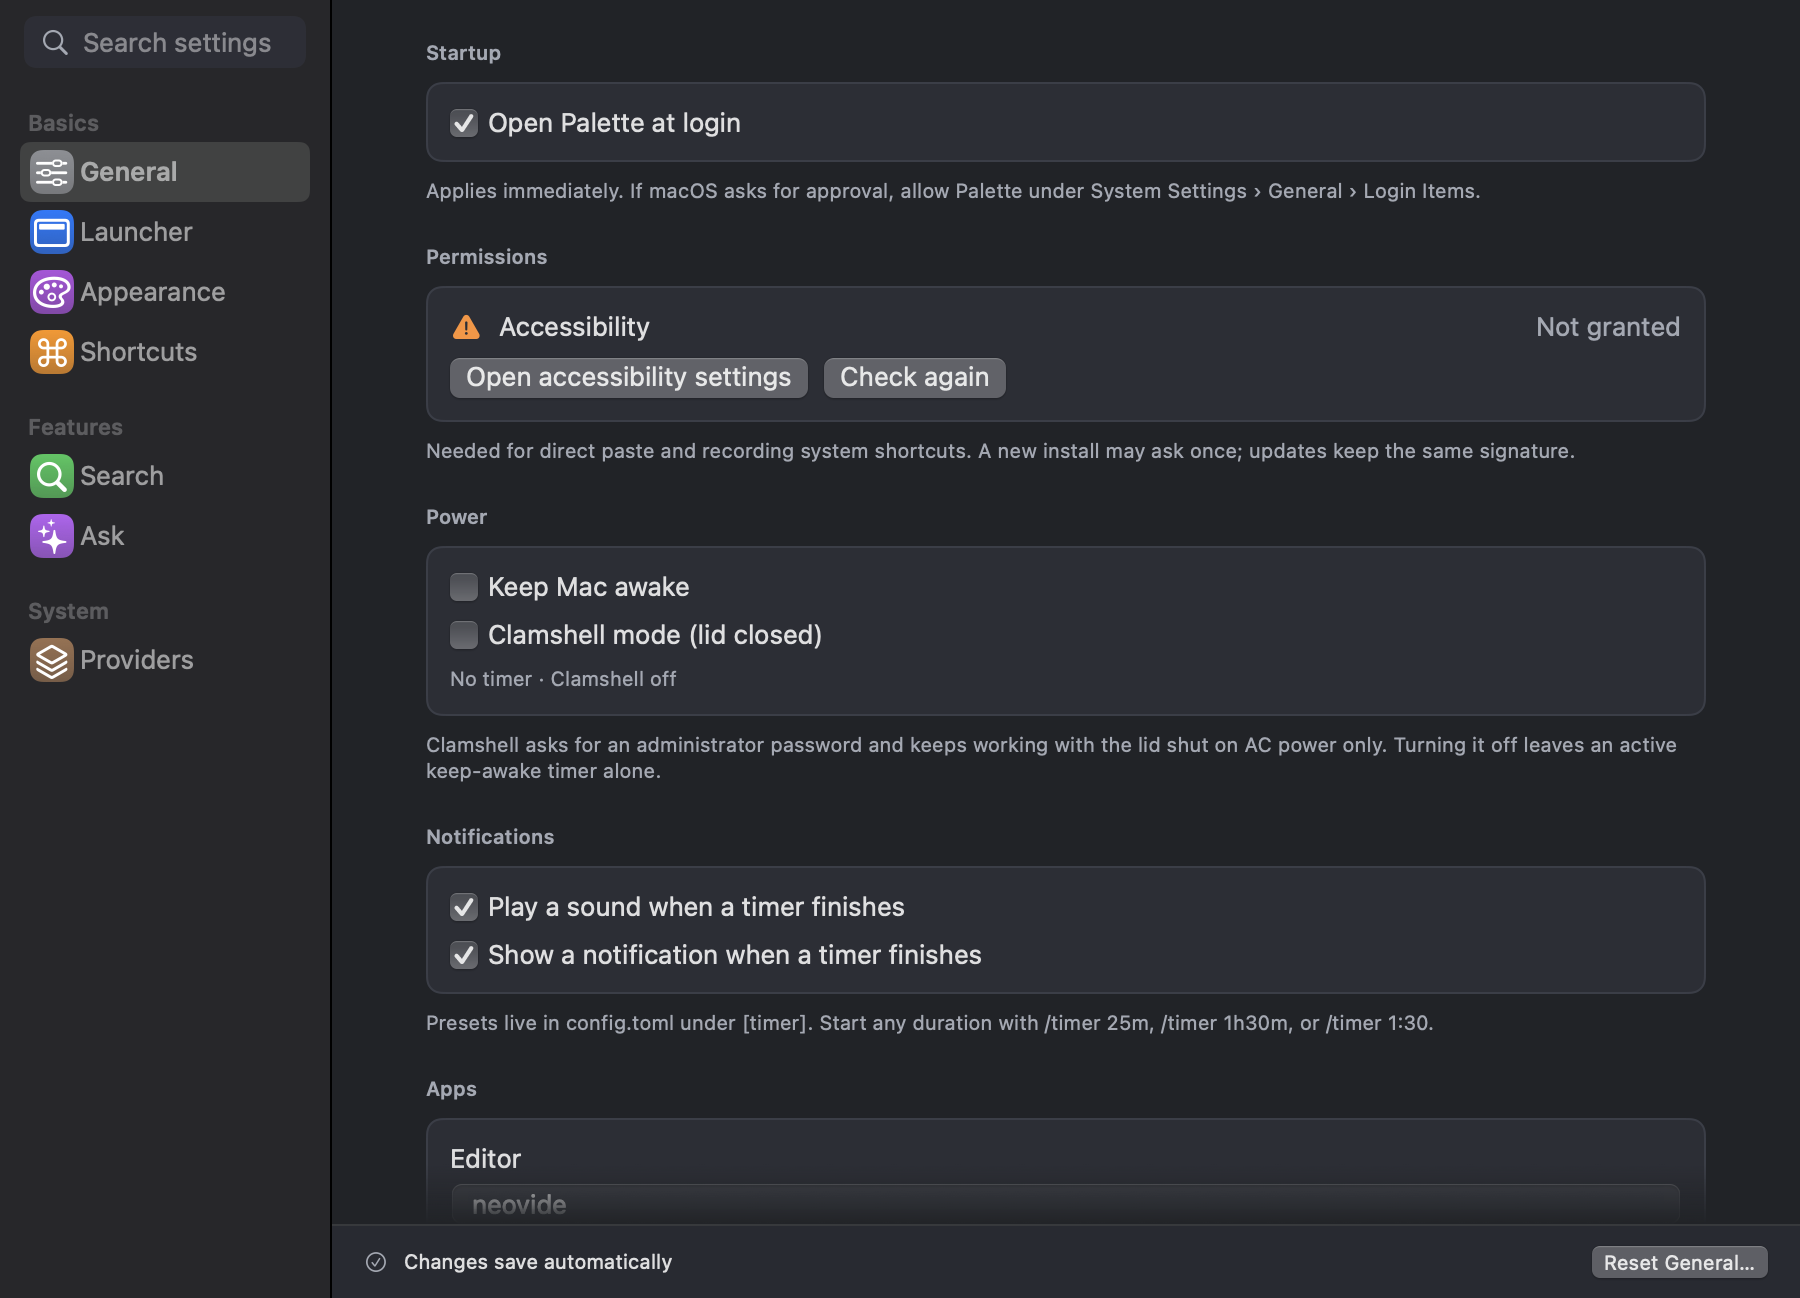 Search settings
Basics
General
Launcher
Appearance
Shortcuts
Features
Search
Ask
System
Providers
Startup
Open Palette at login
Applies immediately. If macOS asks for approval, allow Palette under System Settings › General › Login Items.
Permissions
Accessibility
Not granted
Open accessibility settings
Check again
Needed for direct paste and recording system shortcuts. A new install may ask once; updates keep the same signature.
Power
Keep Mac awake
Clamshell mode (lid closed)
No timer · Clamshell off
Clamshell asks for an administrator password and keeps working with the lid shut on AC power only. Turning it off leaves an active
keep-awake timer alone.
Notifications
Play a sound when a timer finishes
Show a notification when a timer finishes
Presets live in config.toml under [timer]. Start any duration with /timer 25m, /timer 1h30m, or /timer 1:30.
Apps
Editor
neovide
Changes save automatically
Reset General...